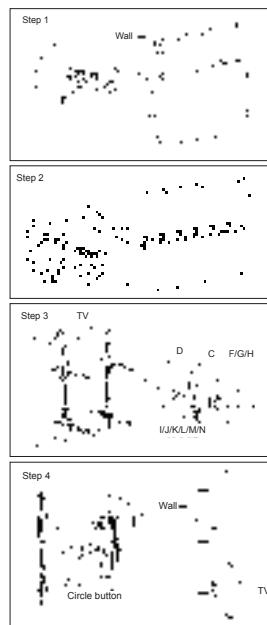 Step 1
Wall
Step 2
Step 3
TV
D
C
F/G/H
I/J/K/L/M/N
Step 4
Wall
TV
Circle button